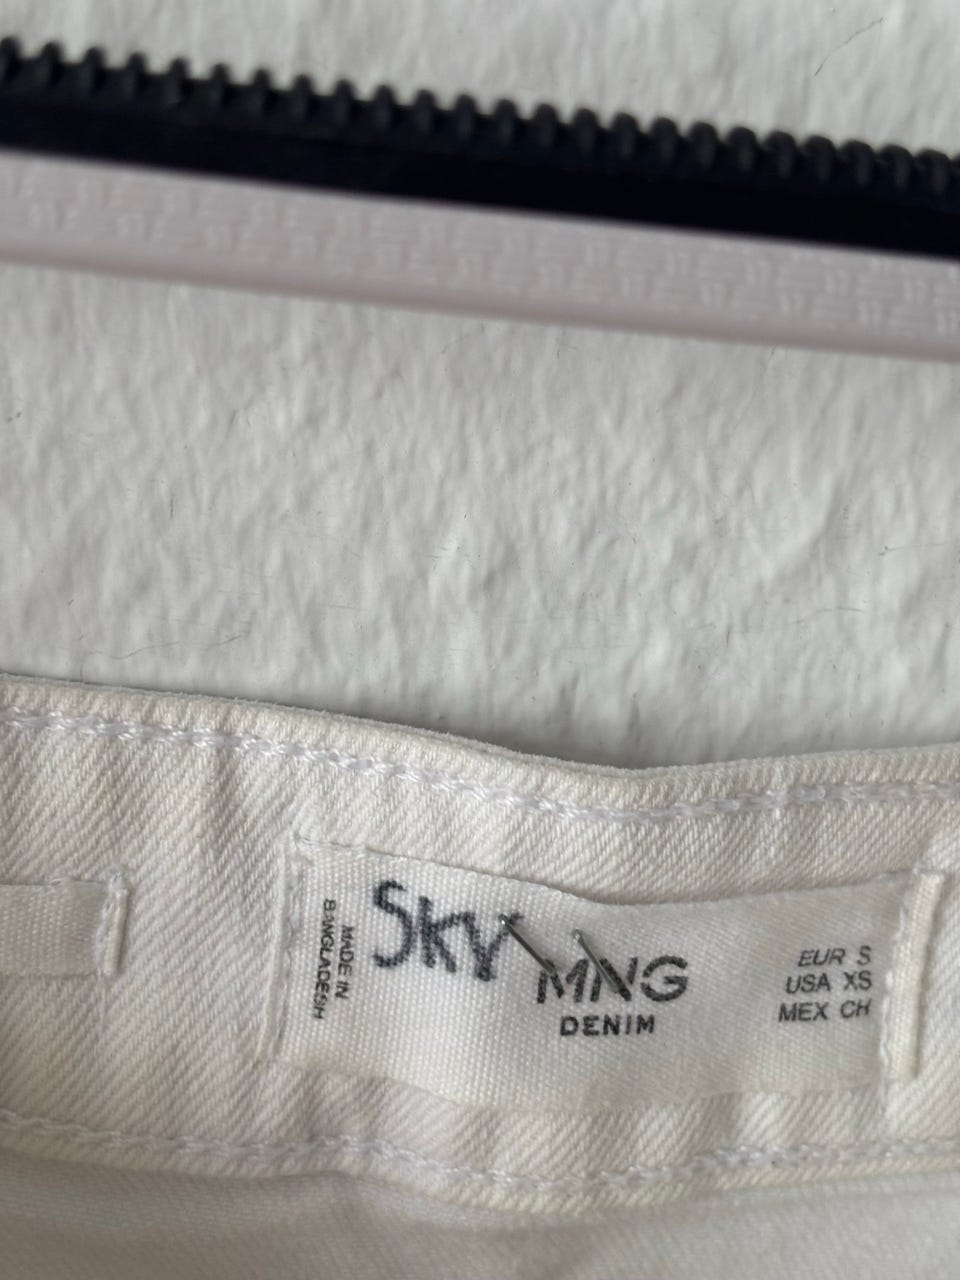 MADE IN
BANGLADESH
SKY
MNG
DENIM
EUR S
USA XS
MEX CH